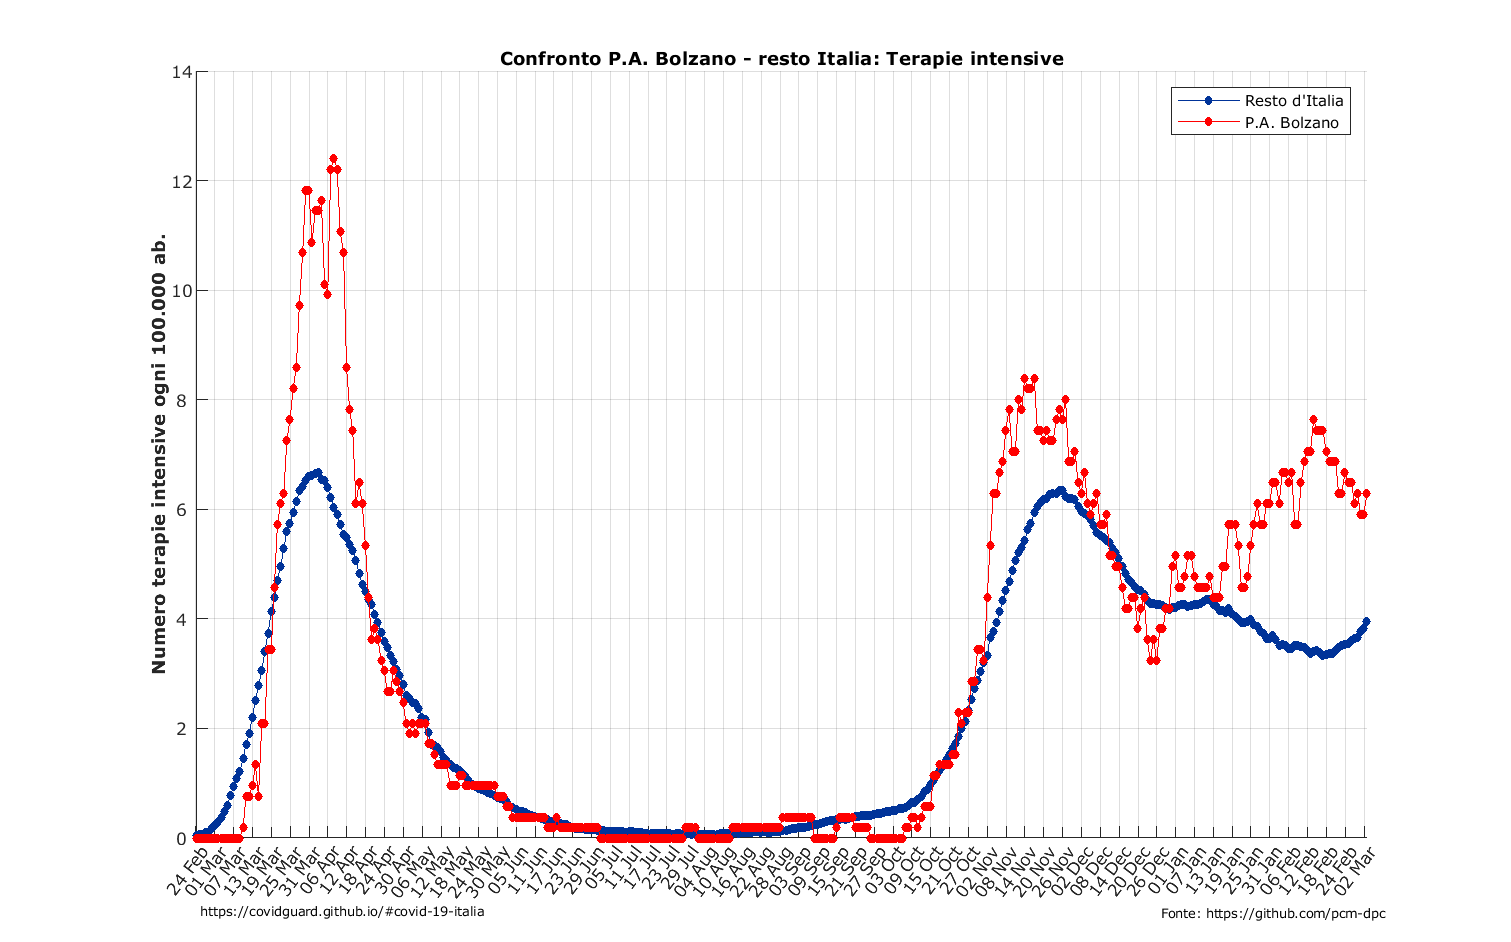 Confronto P.A. Bolzano - resto Italia: Terapie intensive
Resto d'Italia
P.A. Bolzano
Numero terapie intensive ogni 100.000 ab.
14
12
10
8
6
4
2
0
24 Feb
01 Mar
07 Mar
13 Mar
19 Mar
25 Mar
31 Mar
06 Apr
12 Apr
18 Apr
24 Apr
30 Apr
06 May
12 May
18 May
24 May
30 May
05 Jun
11 Jun
17 Jun
23 Jun
29 Jun
05 Jul
11 Jul
17 Jul
23 Jul
29 Jul
04 Aug
10 Aug
16 Aug
22 Aug
28 Aug
03 Sep
09 Sep
15 Sep
21 Sep
27 Sep
03 Oct
09 Oct
15 Oct
21 Oct
27 Oct
02 Nov
08 Nov
14 Nov
20 Nov
26 Nov
02 Dec
08 Dec
14 Dec
20 Dec
26 Dec
01 Jan
07 Jan
13 Jan
19 Jan
25 Jan
31 Jan
06 Feb
12 Feb
18 Feb
24 Feb
02 Mar
https://covidguard.github.io/#covid-19-italia
Fonte: https://github.com/pcm-dpc